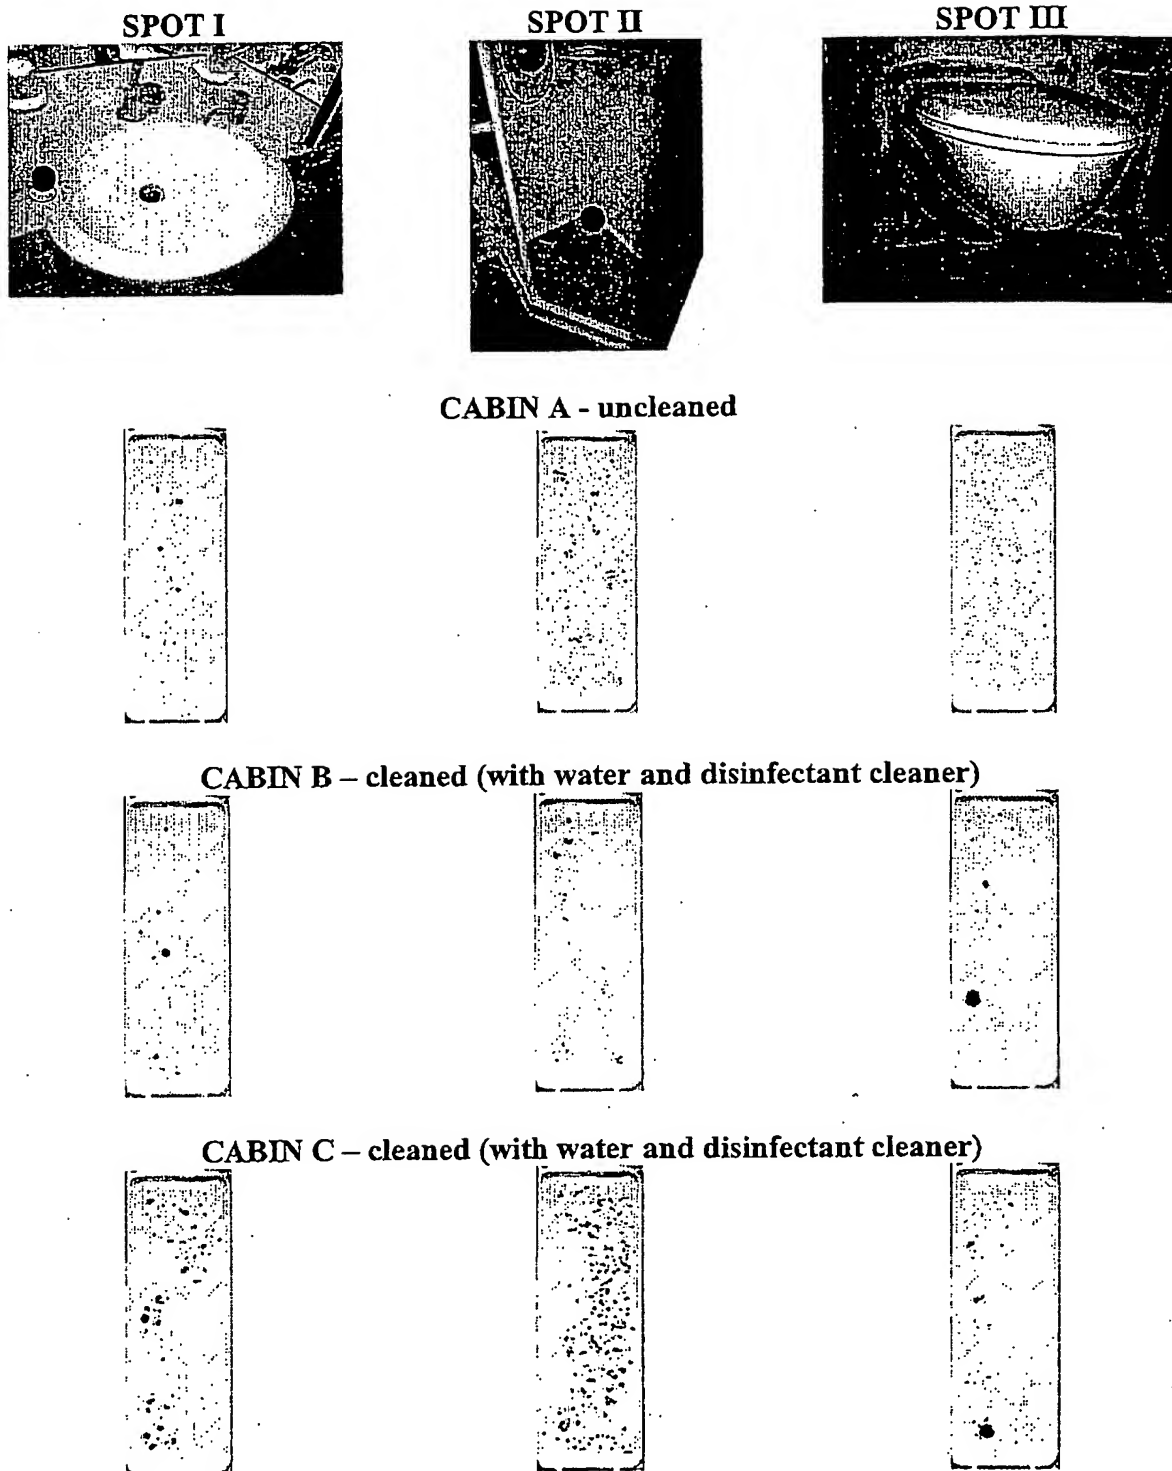 SPOT I
SPOT II
SPOT III
CABIN A - uncleaned
CABIN B – cleaned (with water and disinfectant cleaner)
CABIN C – cleaned (with water and disinfectant cleaner)